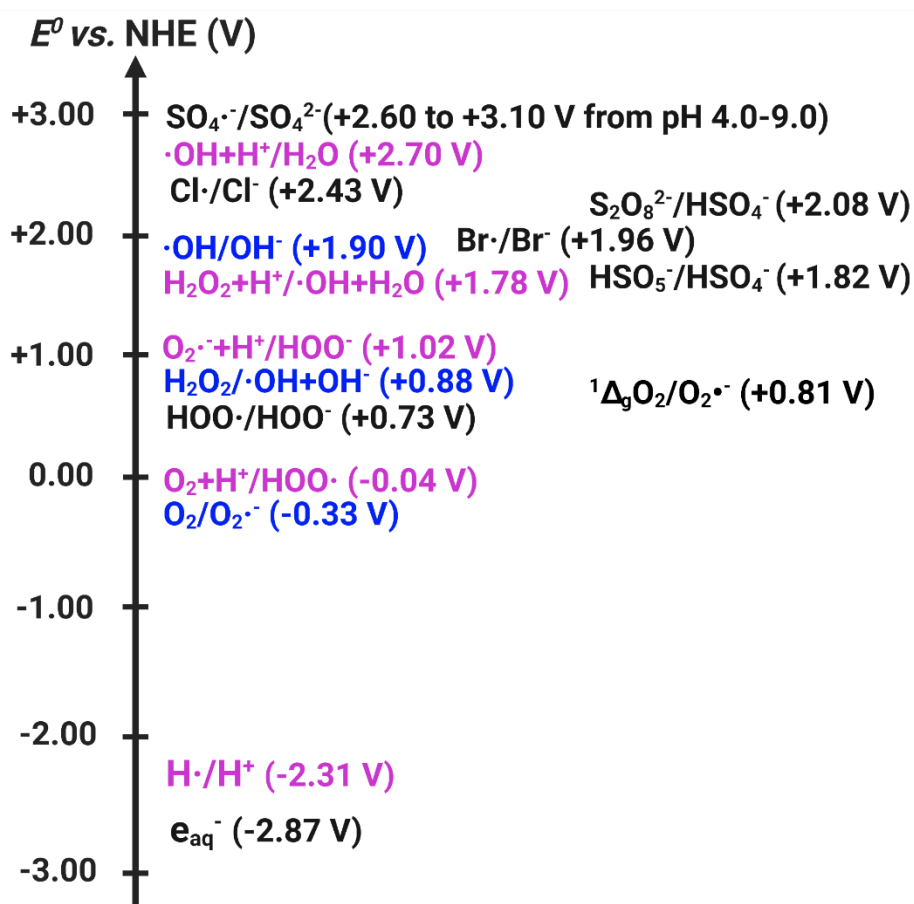 E⁰ vs. NHE (V)
+3.00
SO₄·⁻/SO₄²⁻(+2.60 to +3.10 V from pH 4.0-9.0)
·OH+H⁺/H₂O (+2.70 V)
Cl·/Cl⁻ (+2.43 V)
S₂O₈²⁻/HSO₄⁻ (+2.08 V)
+2.00
·OH/OH⁻ (+1.90 V)
Br·/Br⁻ (+1.96 V)
H₂O₂+H⁺/·OH+H₂O (+1.78 V)
HSO₅⁻/HSO₄⁻ (+1.82 V)
+1.00
O₂·⁻+H⁺/HOO⁻ (+1.02 V)
H₂O₂/·OH+OH⁻ (+0.88 V)
¹ΔgO₂/O₂•⁻ (+0.81 V)
HOO·/HOO⁻ (+0.73 V)
0.00
O₂+H⁺/HOO· (-0.04 V)
O₂/O₂·⁻ (-0.33 V)
-1.00
-2.00
H·/H⁺ (-2.31 V)
eaq⁻ (-2.87 V)
-3.00